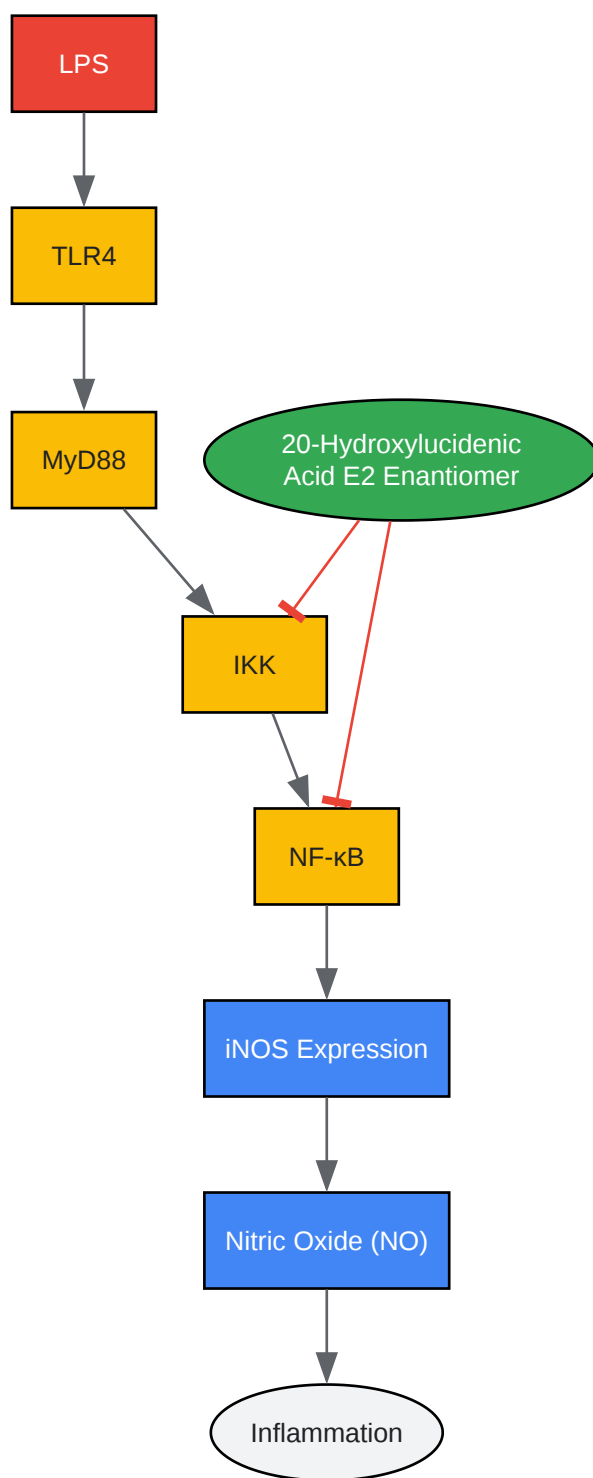 LPS
TLR4
MyD88
20-Hydroxylucidenic
Acid E2 Enantiomer
IKK
NF-κB
iNOS Expression
Nitric Oxide (NO)
Inflammation